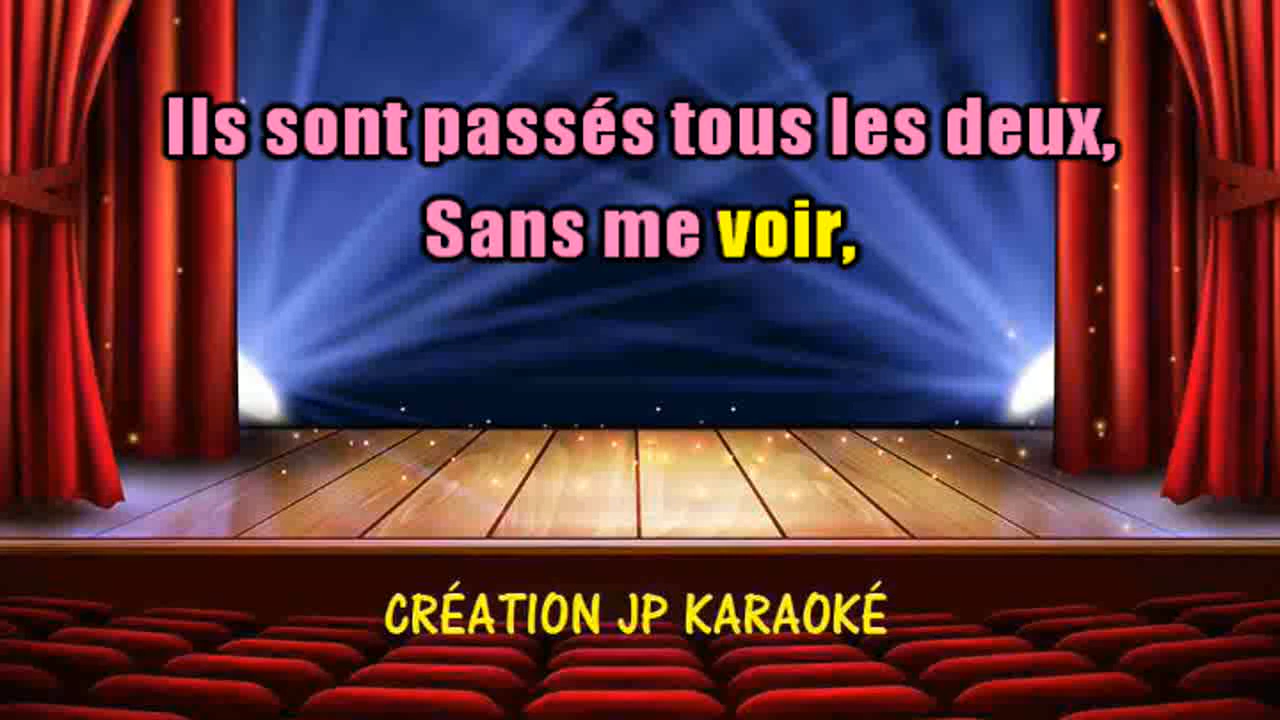 Ils sont passés tous les deux,
Sans me voir,
CRÉATION JP KARAOKÉ